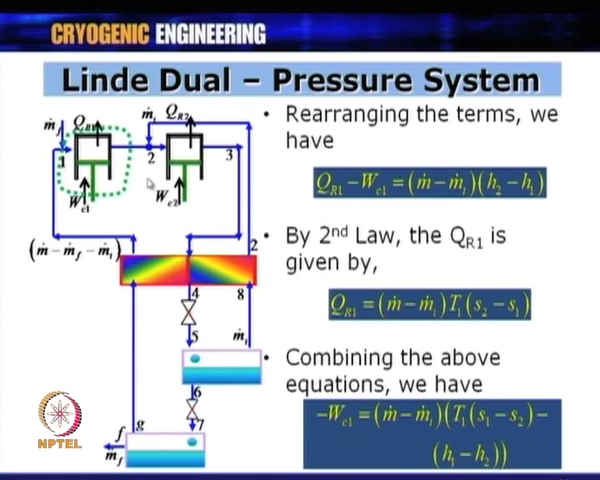 CRYOGENIC ENGINEERING
Linde Dual – Pressure System
• Rearranging the terms, we have
Q̇_R1 − W_c1 = (ṁ − ṁ_i)(h_2 − h_1)
• By 2nd Law, the Q_R1 is given by,
Q̇_R1 = (ṁ − ṁ_i) T_1 (s_2 − s_1)
• Combining the above equations, we have
−W_c1 = (ṁ − ṁ_i)(T_1(s_1 − s_2) −
(h_1 − h_2))
ṁ_f
Q_R1
ṁ_i
Q_R2
1
2
3
W_c1
W_c2
(ṁ − ṁ_f − ṁ_i)
2
4
8
5
ṁ_i
6
7
f
g
ṁ_f
NPTEL